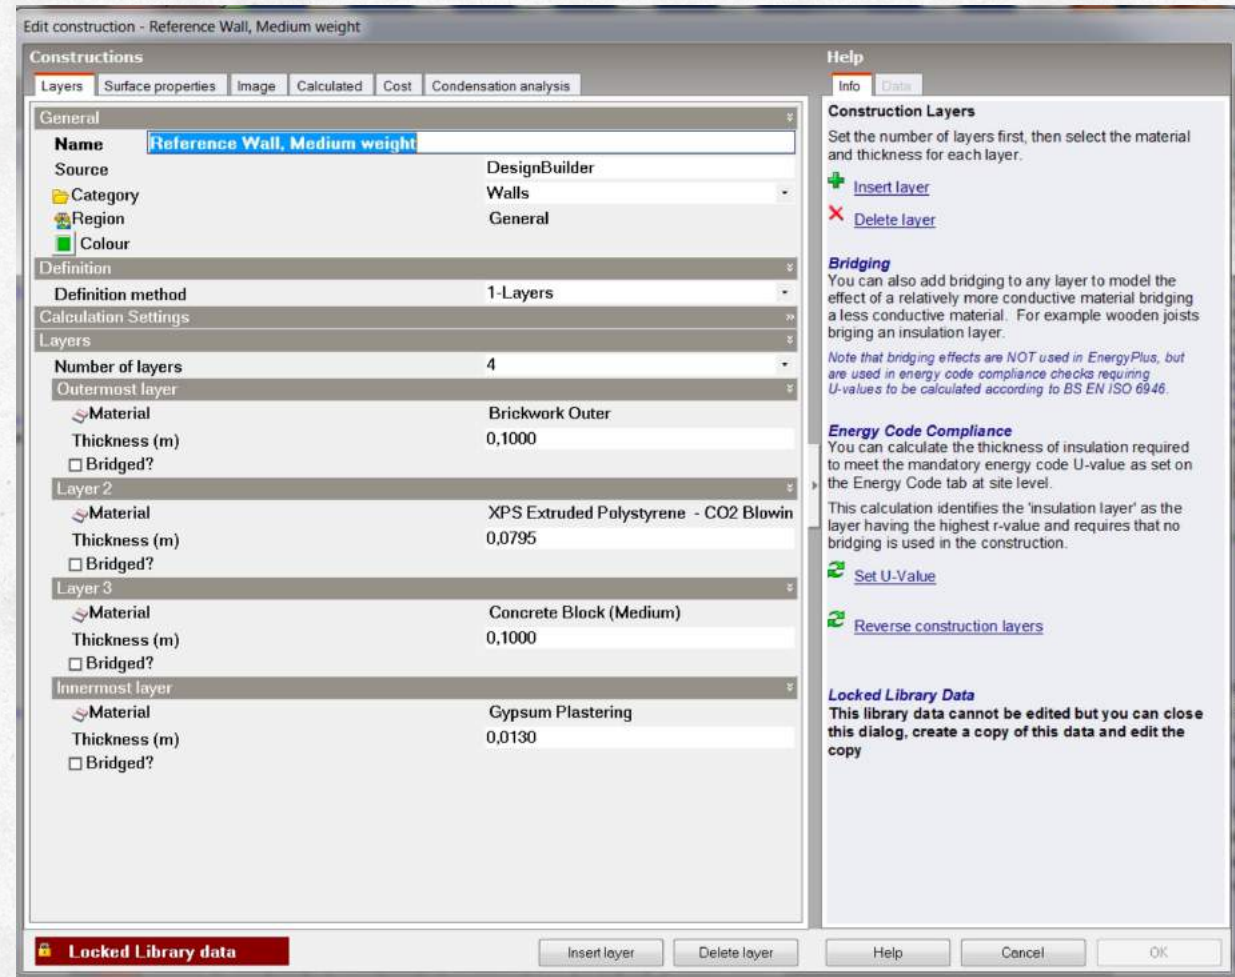 Edit construction - Reference Wall, Medium weight
Constructions
Layers Surface properties Image Calculated Cost Condensation analysis
General
Name Reference Wall, Medium weight
Source DesignBuilder
Category Walls
Region General
Colour
Definition
Definition method 1-Layers
Calculation Settings
Layers
Number of layers 4
Outermost layer
Material Brickwork Outer
Thickness (m) 0,1000
Bridged?
Layer 2
Material XPS Extruded Polystyrene - CO2 Blowin
Thickness (m) 0,0795
Bridged?
Layer 3
Material Concrete Block (Medium)
Thickness (m) 0,1000
Bridged?
Innermost layer
Material Gypsum Plastering
Thickness (m) 0,0130
Bridged?
Locked Library data
Insert layer Delete layer
Help
Info Data
Construction Layers
Set the number of layers first, then select the material
and thickness for each layer.
Insert layer
Delete layer
Bridging
You can also add bridging to any layer to model the
effect of a relatively more conductive material bridging
a less conductive material. For example wooden joists
briging an insulation layer.
Note that bridging effects are NOT used in EnergyPlus, but
are used in energy code compliance checks requiring
U-values to be calculated according to BS EN ISO 6946.
Energy Code Compliance
You can calculate the thickness of insulation required
to meet the mandatory energy code U-value as set on
the Energy Code tab at site level.
This calculation identifies the 'insulation layer' as the
layer having the highest r-value and requires that no
bridging is used in the construction.
Set U-Value
Reverse construction layers
Locked Library Data
This library data cannot be edited but you can close
this dialog, create a copy of this data and edit the
copy
Help Cancel OK